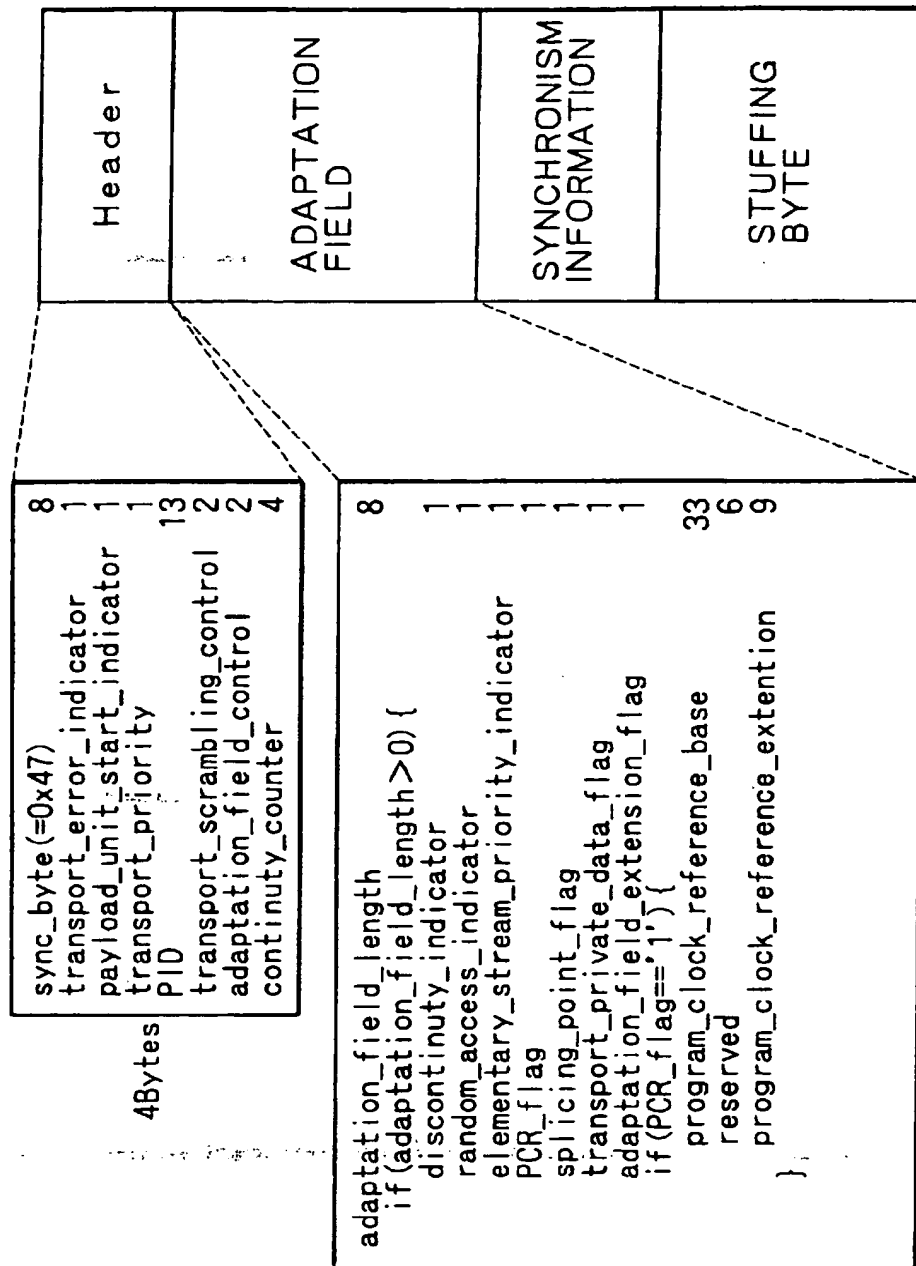 Header
ADAPTATION
FIELD
SYNCHRONISM
INFORMATION
STUFFING
BYTE
4Bytes
sync_byte(=0x47) 8
transport_error_indicator 1
payload_unit_start_indicator 1
transport_priority 1
PID 13
transport_scrambling_control 2
adaptation_field_control 2
continuty_counter 4
adaptation_field_length 8
if(adaptation_field_length>0){
discontinuty_indicator 1
random_access_indicator 1
elementary_stream_priority_indicator 1
PCR_flag 1
splicing_point_flag 1
transport_private_data_flag 1
adaptation_field_extension_flag 1
if(PCR_flag=='1'){
program_clock_reference_base 33
reserved 6
program_clock_reference_extention 9
}